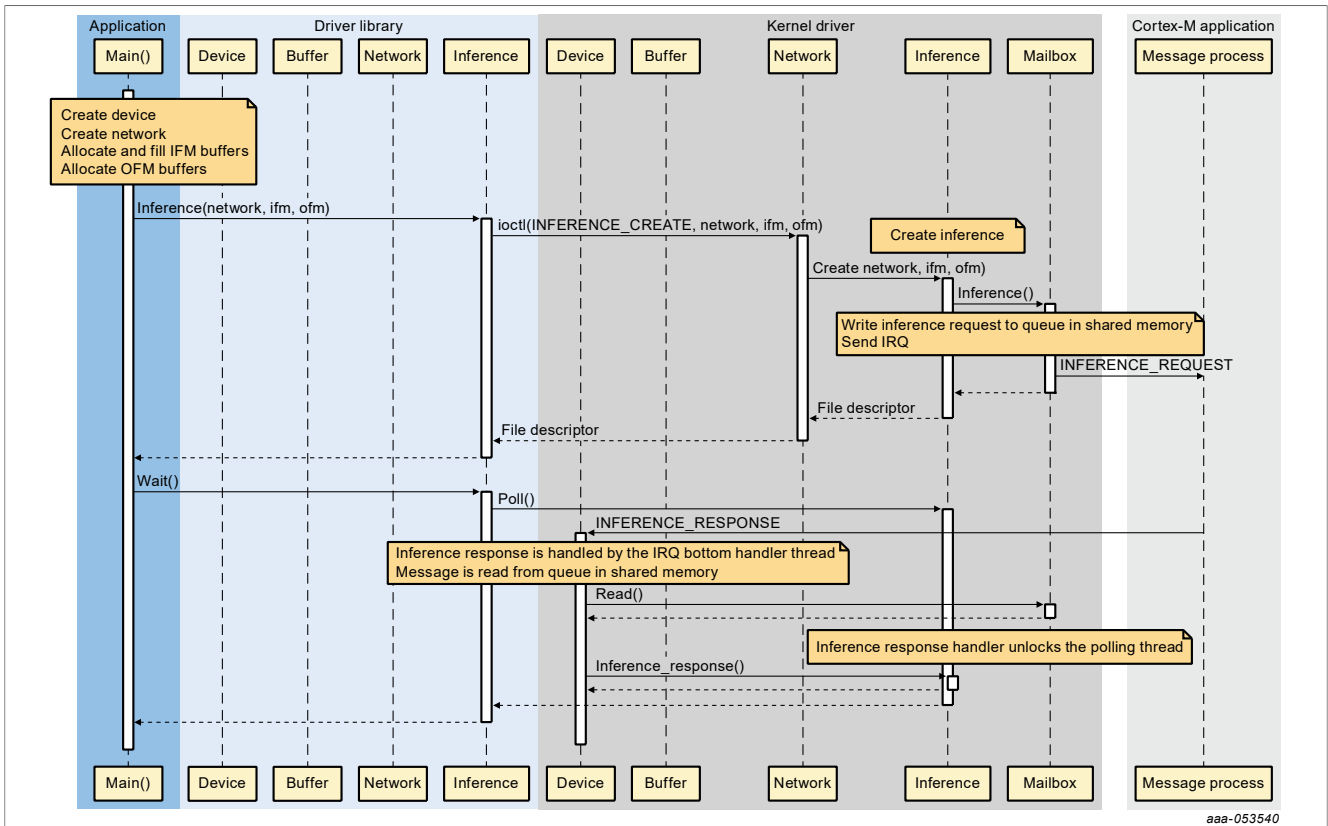 Application
Driver library
Kernel driver
Cortex-M application
Main()
Device
Buffer
Network
Inference
Device
Buffer
Network
Inference
Mailbox
Message process
Create device
Create network
Allocate and fill IFM buffers
Allocate OFM buffers
Inference(network, ifm, ofm)
ioctl(INFERENCE_CREATE, network, ifm, ofm)
Create inference
Create network, ifm, ofm)
Inference()
Write inference request to queue in shared memory
Send IRQ
INFERENCE_REQUEST
File descriptor
File descriptor
Wait()
Poll()
INFERENCE_RESPONSE
Inference response is handled by the IRQ bottom handler thread
Message is read from queue in shared memory
Read()
Inference response handler unlocks the polling thread
Inference_response()
Main()
Device
Buffer
Network
Inference
Device
Buffer
Network
Inference
Mailbox
Message process
aaa-053540